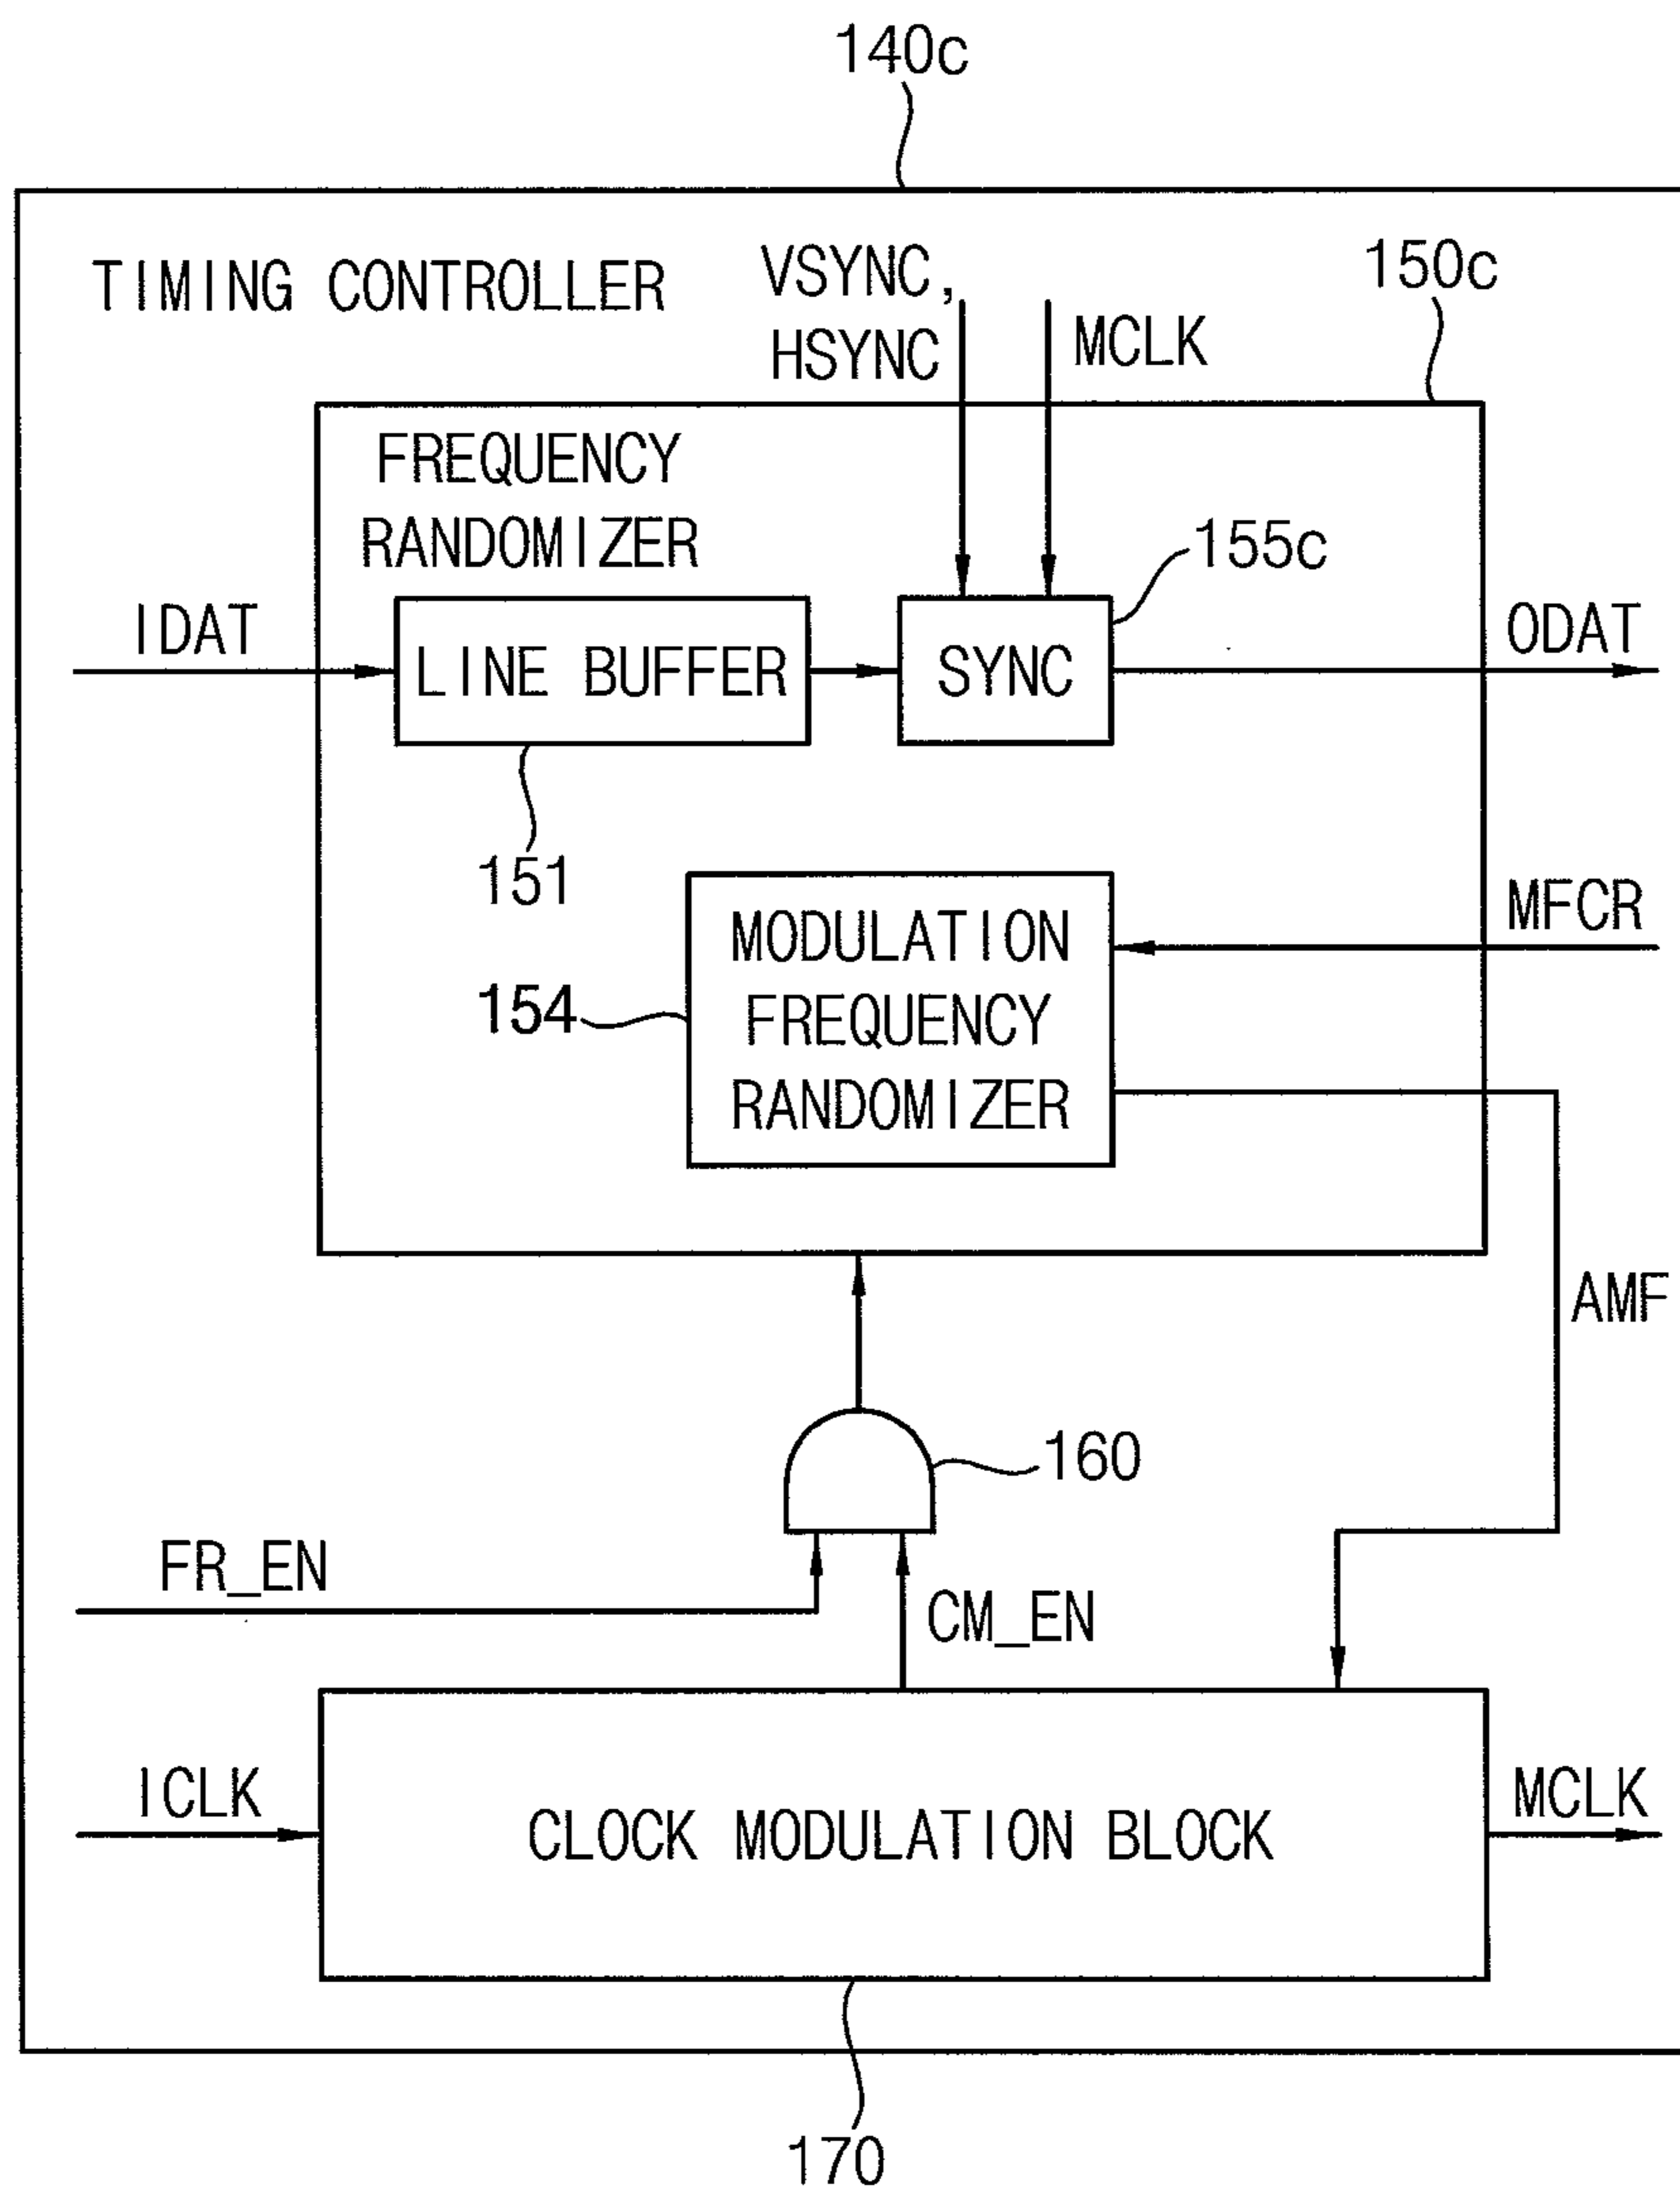 140c
TIMING CONTROLLER
VSYNC,
HSYNC
MCLK
150c
FREQUENCY
RANDOMIZER
155c
IDAT
LINE BUFFER
SYNC
ODAT
151
MODULATION
FREQUENCY
RANDOMIZER
MFCR
154
AMF
160
FR_EN
CM_EN
ICLK
CLOCK MODULATION BLOCK
MCLK
170